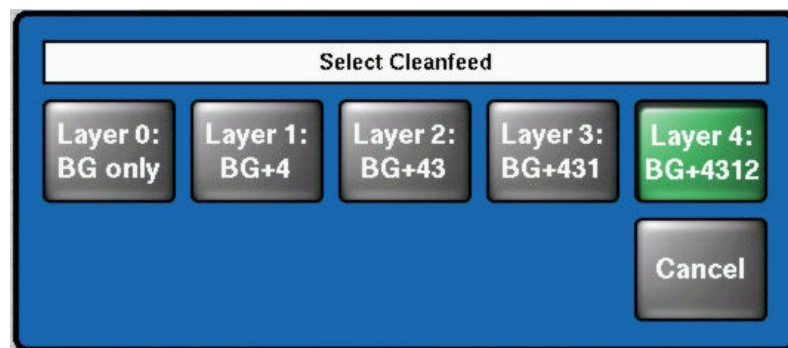 Select Cleanfeed
Layer 0:
BG only
Layer 1:
BG+4
Layer 2:
BG+43
Layer 3:
BG+431
Layer 4:
BG+4312
Cancel